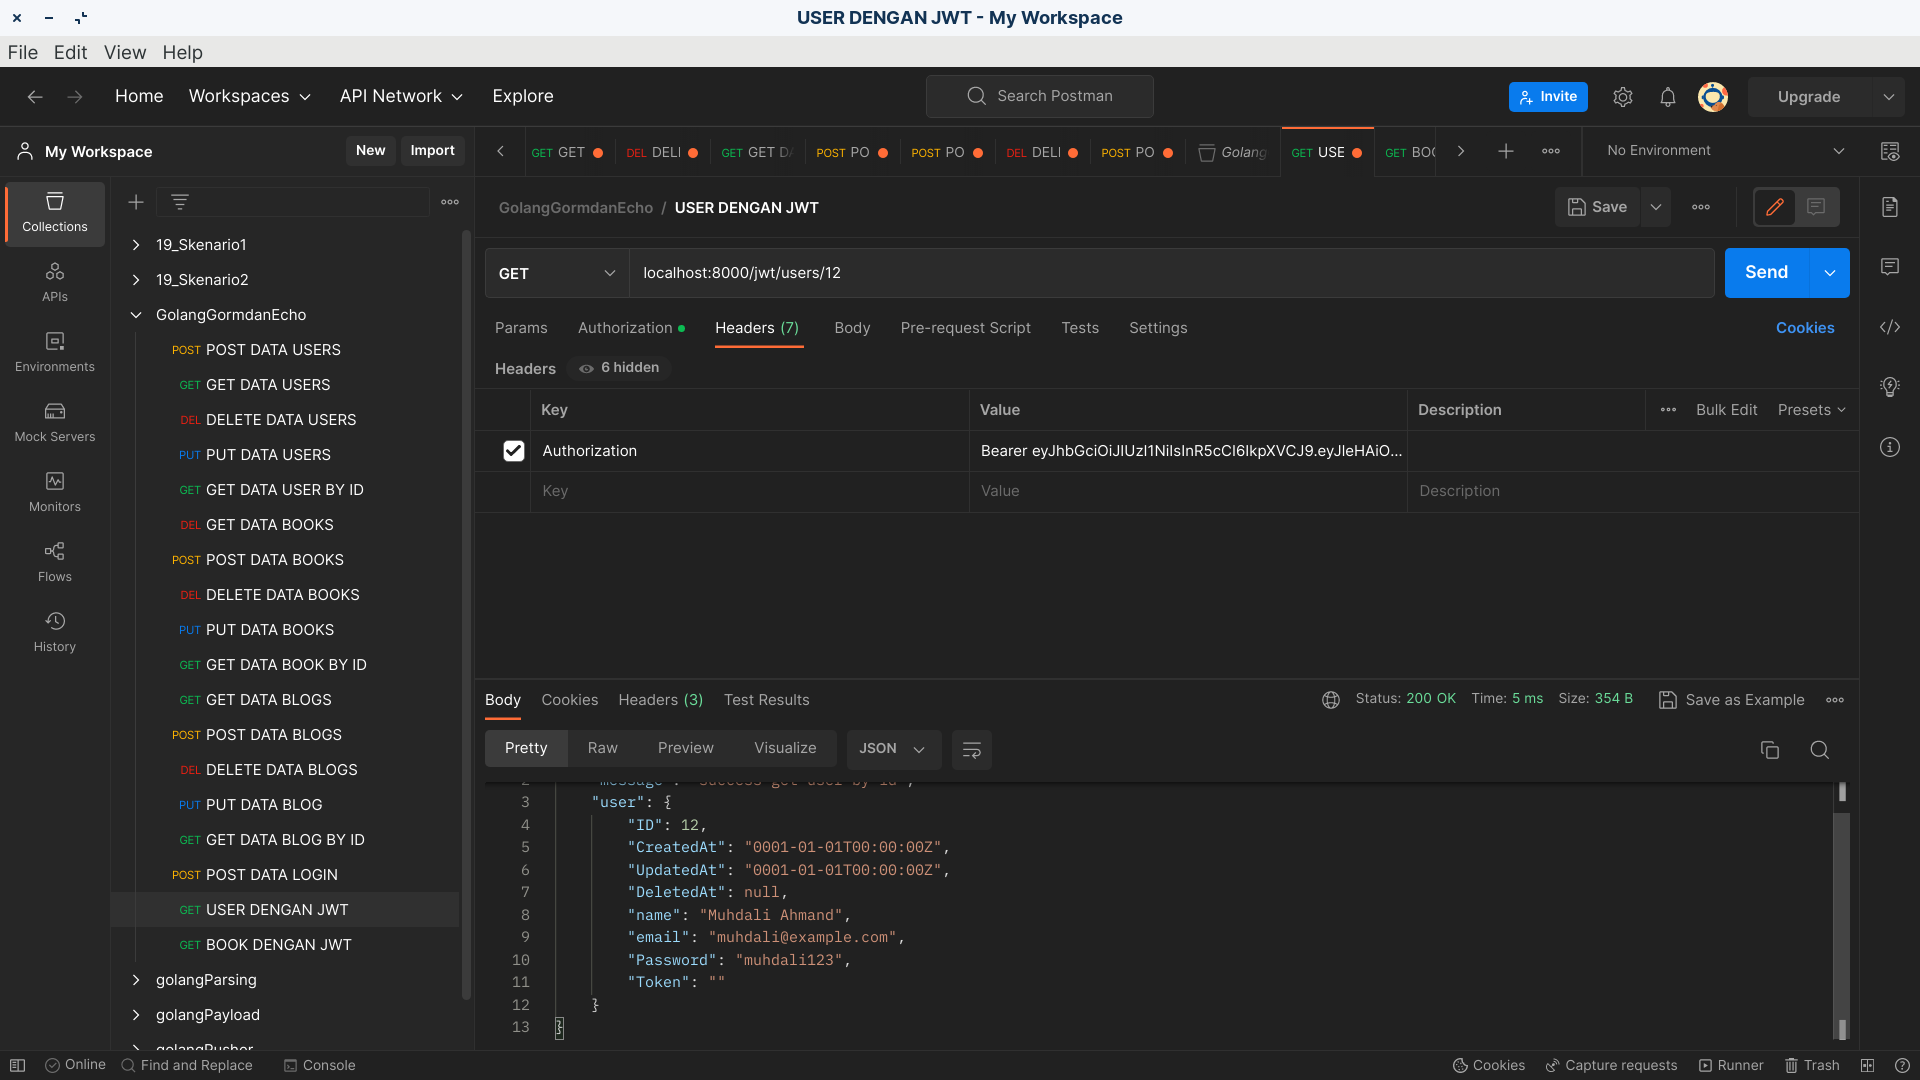 USER DENGAN JWT - My Workspace
File Edit View Help
Home Workspaces API Network Explore
Search Postman
Invite
Upgrade
My Workspace
New Import
GET GET
DEL DELI
GET GET DA
POST PO
POST PO
DEL DELI
POST PO
Golang
GET USE
GET BOO
No Environment
Collections
APIs
Environments
Mock Servers
Monitors
Flows
History
19_Skenario1
19_Skenario2
GolangGormdanEcho
POST POST DATA USERS
GET GET DATA USERS
DEL DELETE DATA USERS
PUT PUT DATA USERS
GET GET DATA USER BY ID
DEL GET DATA BOOKS
POST POST DATA BOOKS
DEL DELETE DATA BOOKS
PUT PUT DATA BOOKS
GET GET DATA BOOK BY ID
GET GET DATA BLOGS
POST POST DATA BLOGS
DEL DELETE DATA BLOGS
PUT PUT DATA BLOG
GET GET DATA BLOG BY ID
POST POST DATA LOGIN
GET USER DENGAN JWT
GET BOOK DENGAN JWT
golangParsing
golangPayload
golangPusher
GolangGormdanEcho / USER DENGAN JWT
Save
GET localhost:8000/jwt/users/12
Send
Params Authorization Headers (7) Body Pre-request Script Tests Settings
Cookies
Headers 6 hidden
Key Value Description Bulk Edit Presets
Authorization Bearer eyJhbGciOiJIUzI1NiIsInR5cCI6IkpXVCJ9.eyJleHAiO...
Key Value Description
Body Cookies Headers (3) Test Results
Status: 200 OK Time: 5 ms Size: 354 B Save as Example
Pretty Raw Preview Visualize JSON
2 "message": "success get user by id",
3 "user": {
4 "ID": 12,
5 "CreatedAt": "0001-01-01T00:00:00Z",
6 "UpdatedAt": "0001-01-01T00:00:00Z",
7 "DeletedAt": null,
8 "name": "Muhdali Ahmand",
9 "email": "muhdali@example.com",
10 "Password": "muhdali123",
11 "Token": ""
12 }
13 }
Online Find and Replace Console
Cookies Capture requests Runner Trash